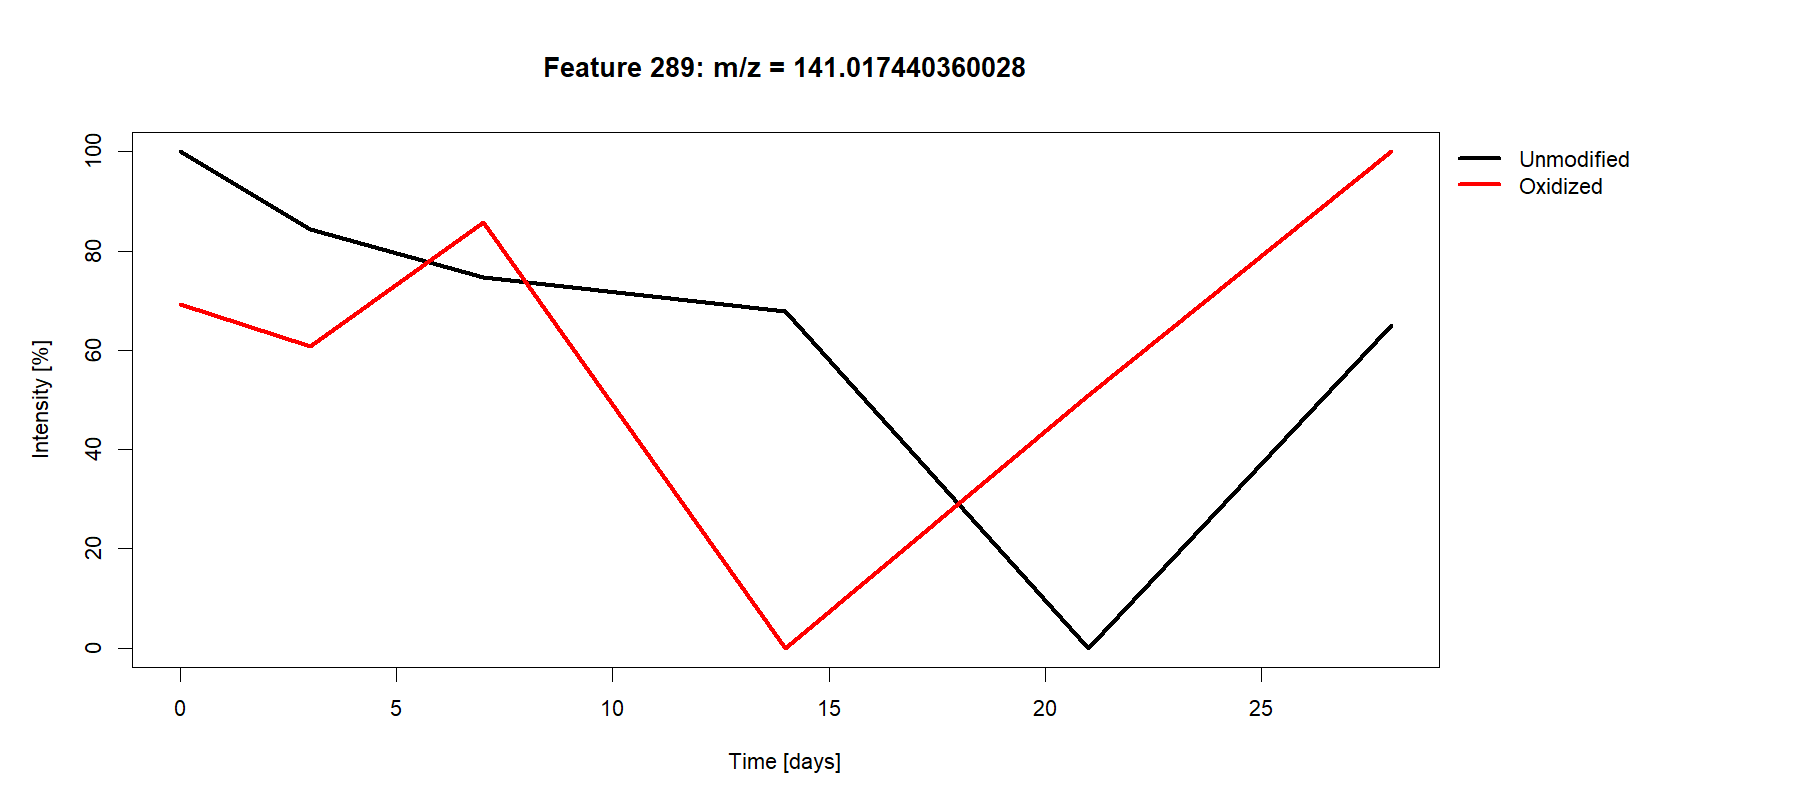 Feature 289: m/z = 141.017440360028
Unmodified
Oxidized
Intensity [%]
100
80
60
40
20
0
0 5 10 15 20 25
Time [days]